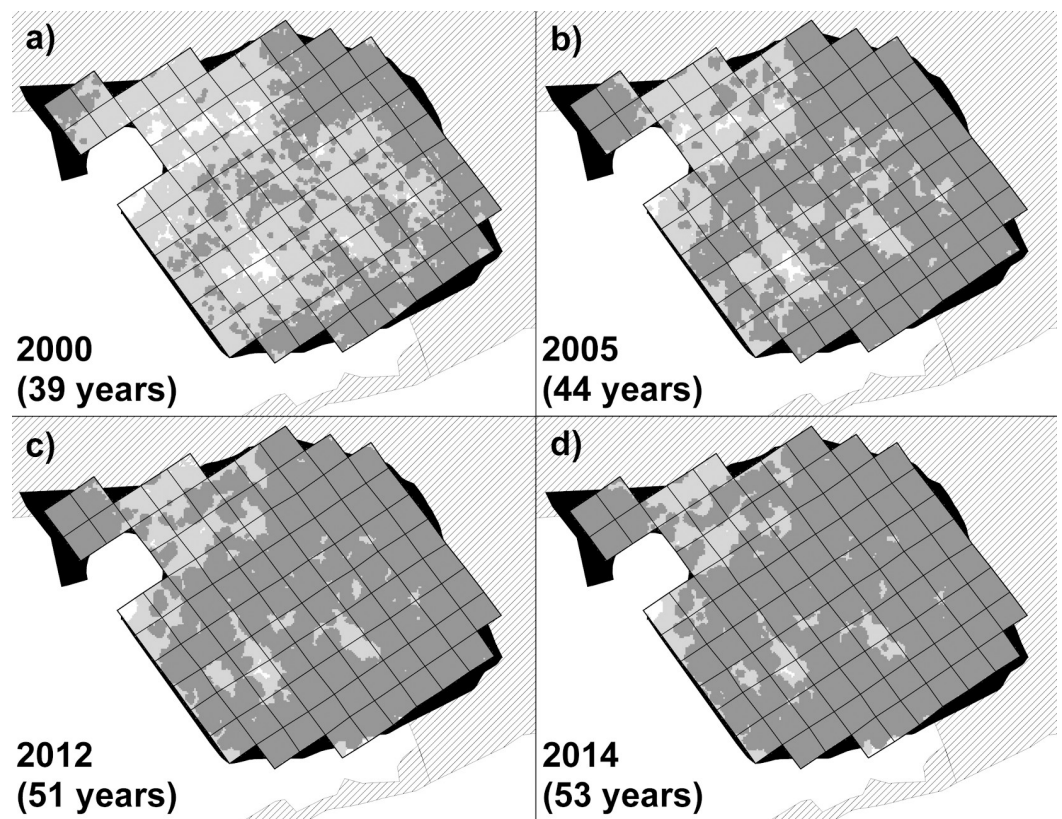 a)
2000
(39 years)
b)
2005
(44 years)
c)
2012
(51 years)
d)
2014
(53 years)